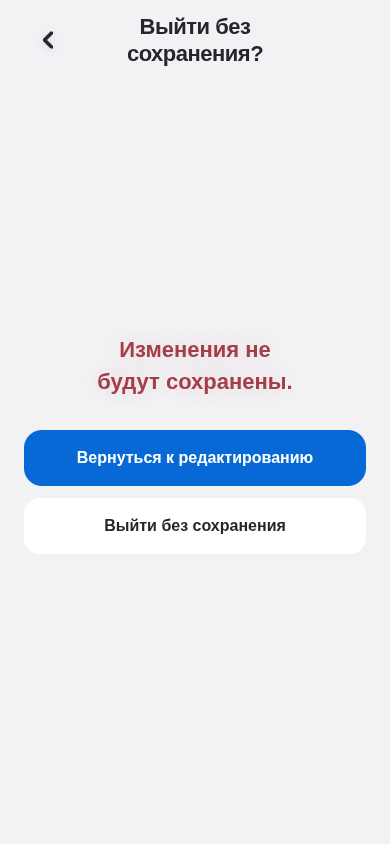 Выйти без
сохранения?
Изменения не
будут сохранены.
Вернуться к редактированию
Выйти без сохранения